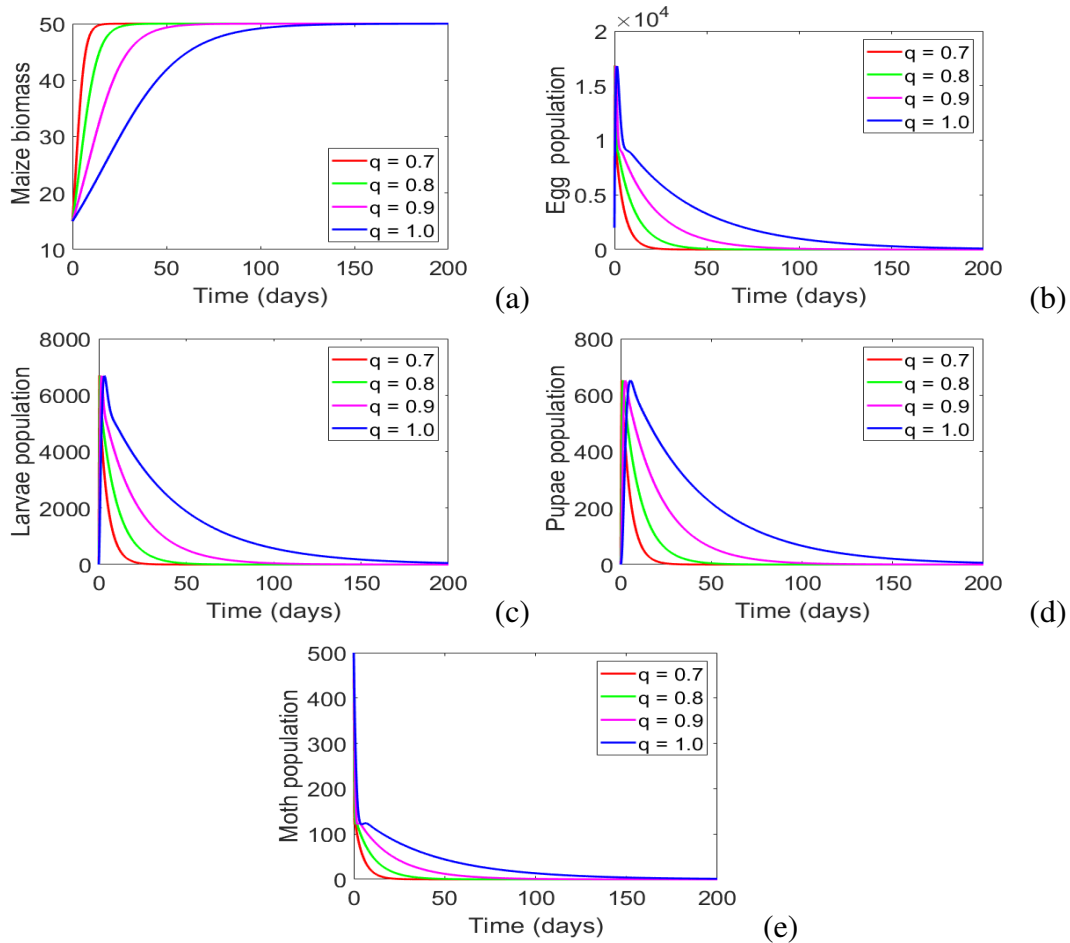 50
40
30
20
10
Maize biomass
q = 0.7
q = 0.8
q = 0.9
q = 1.0
0 50 100 150 200
Time (days)
(a)
×10⁴
2
1.5
1
0.5
0
Egg population
q = 0.7
q = 0.8
q = 0.9
q = 1.0
0 50 100 150 200
Time (days)
(b)
8000
6000
4000
2000
0
Larvae population
q = 0.7
q = 0.8
q = 0.9
q = 1.0
0 50 100 150 200
Time (days)
(c)
800
600
400
200
0
Pupae population
q = 0.7
q = 0.8
q = 0.9
q = 1.0
0 50 100 150 200
Time (days)
(d)
500
400
300
200
100
0
Moth population
q = 0.7
q = 0.8
q = 0.9
q = 1.0
0 50 100 150 200
Time (days)
(e)